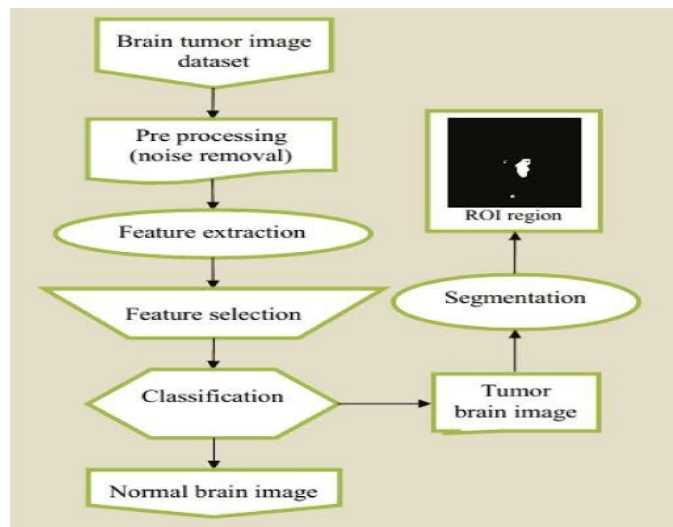 Brain tumor image
dataset
Pre processing
(noise removal)
Feature extraction
Feature selection
Classification
Normal brain image
Tumor
brain image
Segmentation
ROI region